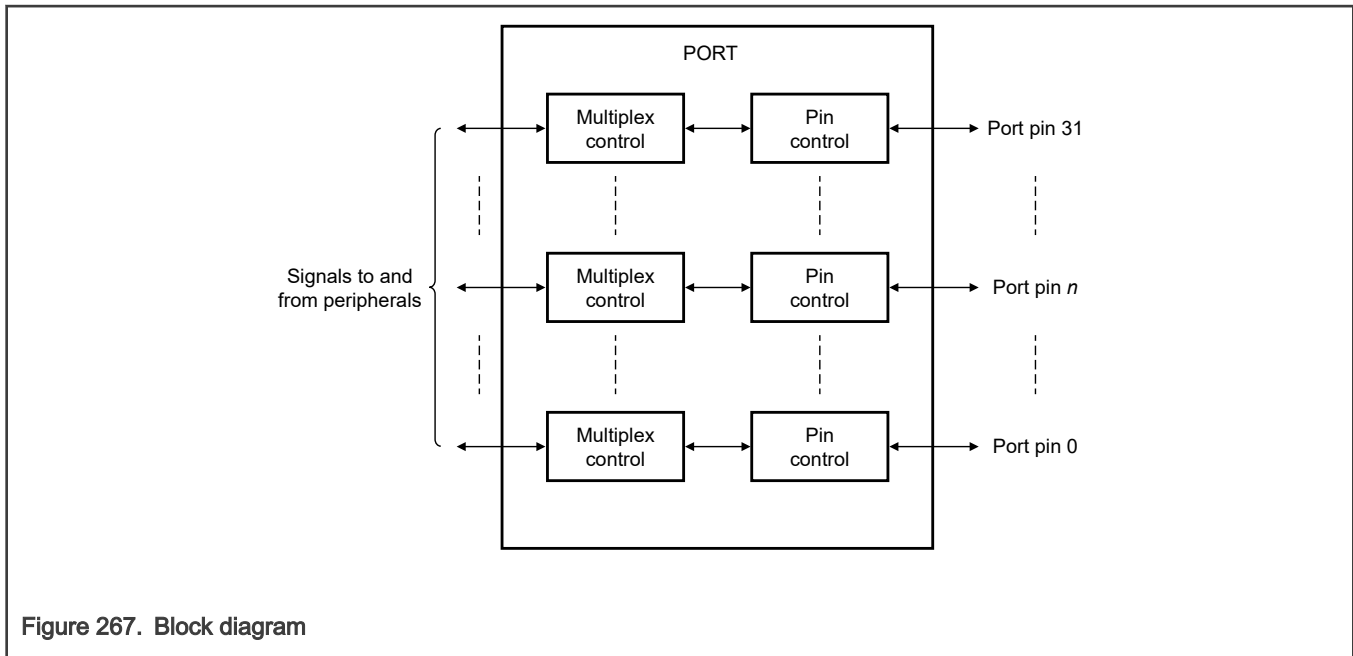 PORT
Multiplex
control
Pin
control
Port pin 31
Signals to and
from peripherals
Multiplex
control
Pin
control
Port pin n
Multiplex
control
Pin
control
Port pin 0
Figure 267. Block diagram